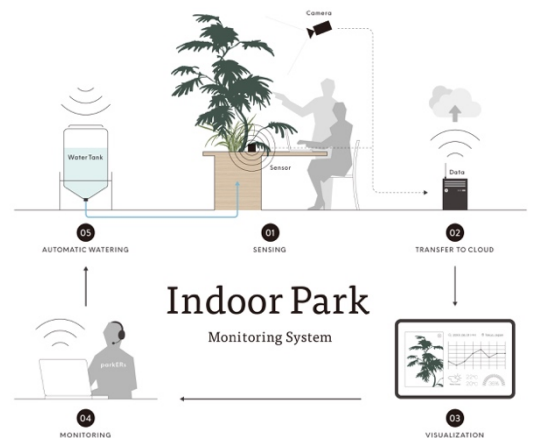 Camera
Water Tank
Sensor
Data
05
01
02
AUTOMATIC WATERING
SENSING
TRANSFER TO CLOUD
Indoor Park
Monitoring System
parkERs
04
03
MONITORING
VISUALIZATION